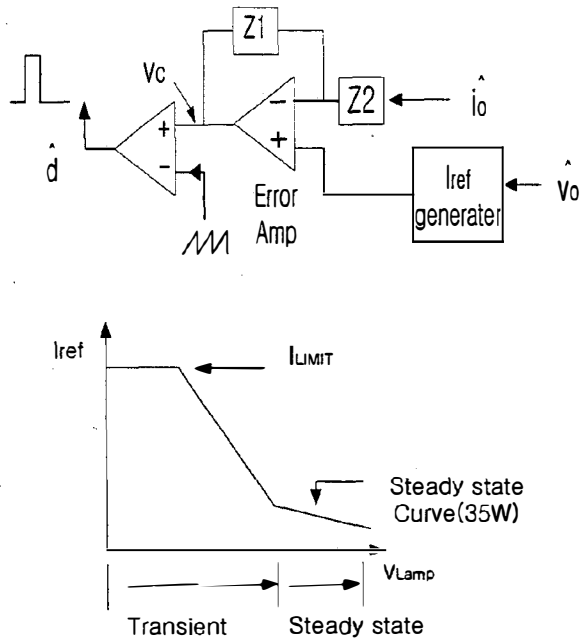 Z1
Vc
Z2
îo
d̂
Error
Amp
Iref
generater
v̂o
+
-
-
+
Iref
ILIMIT
Steady state
Curve(35W)
VLamp
Transient
Steady state